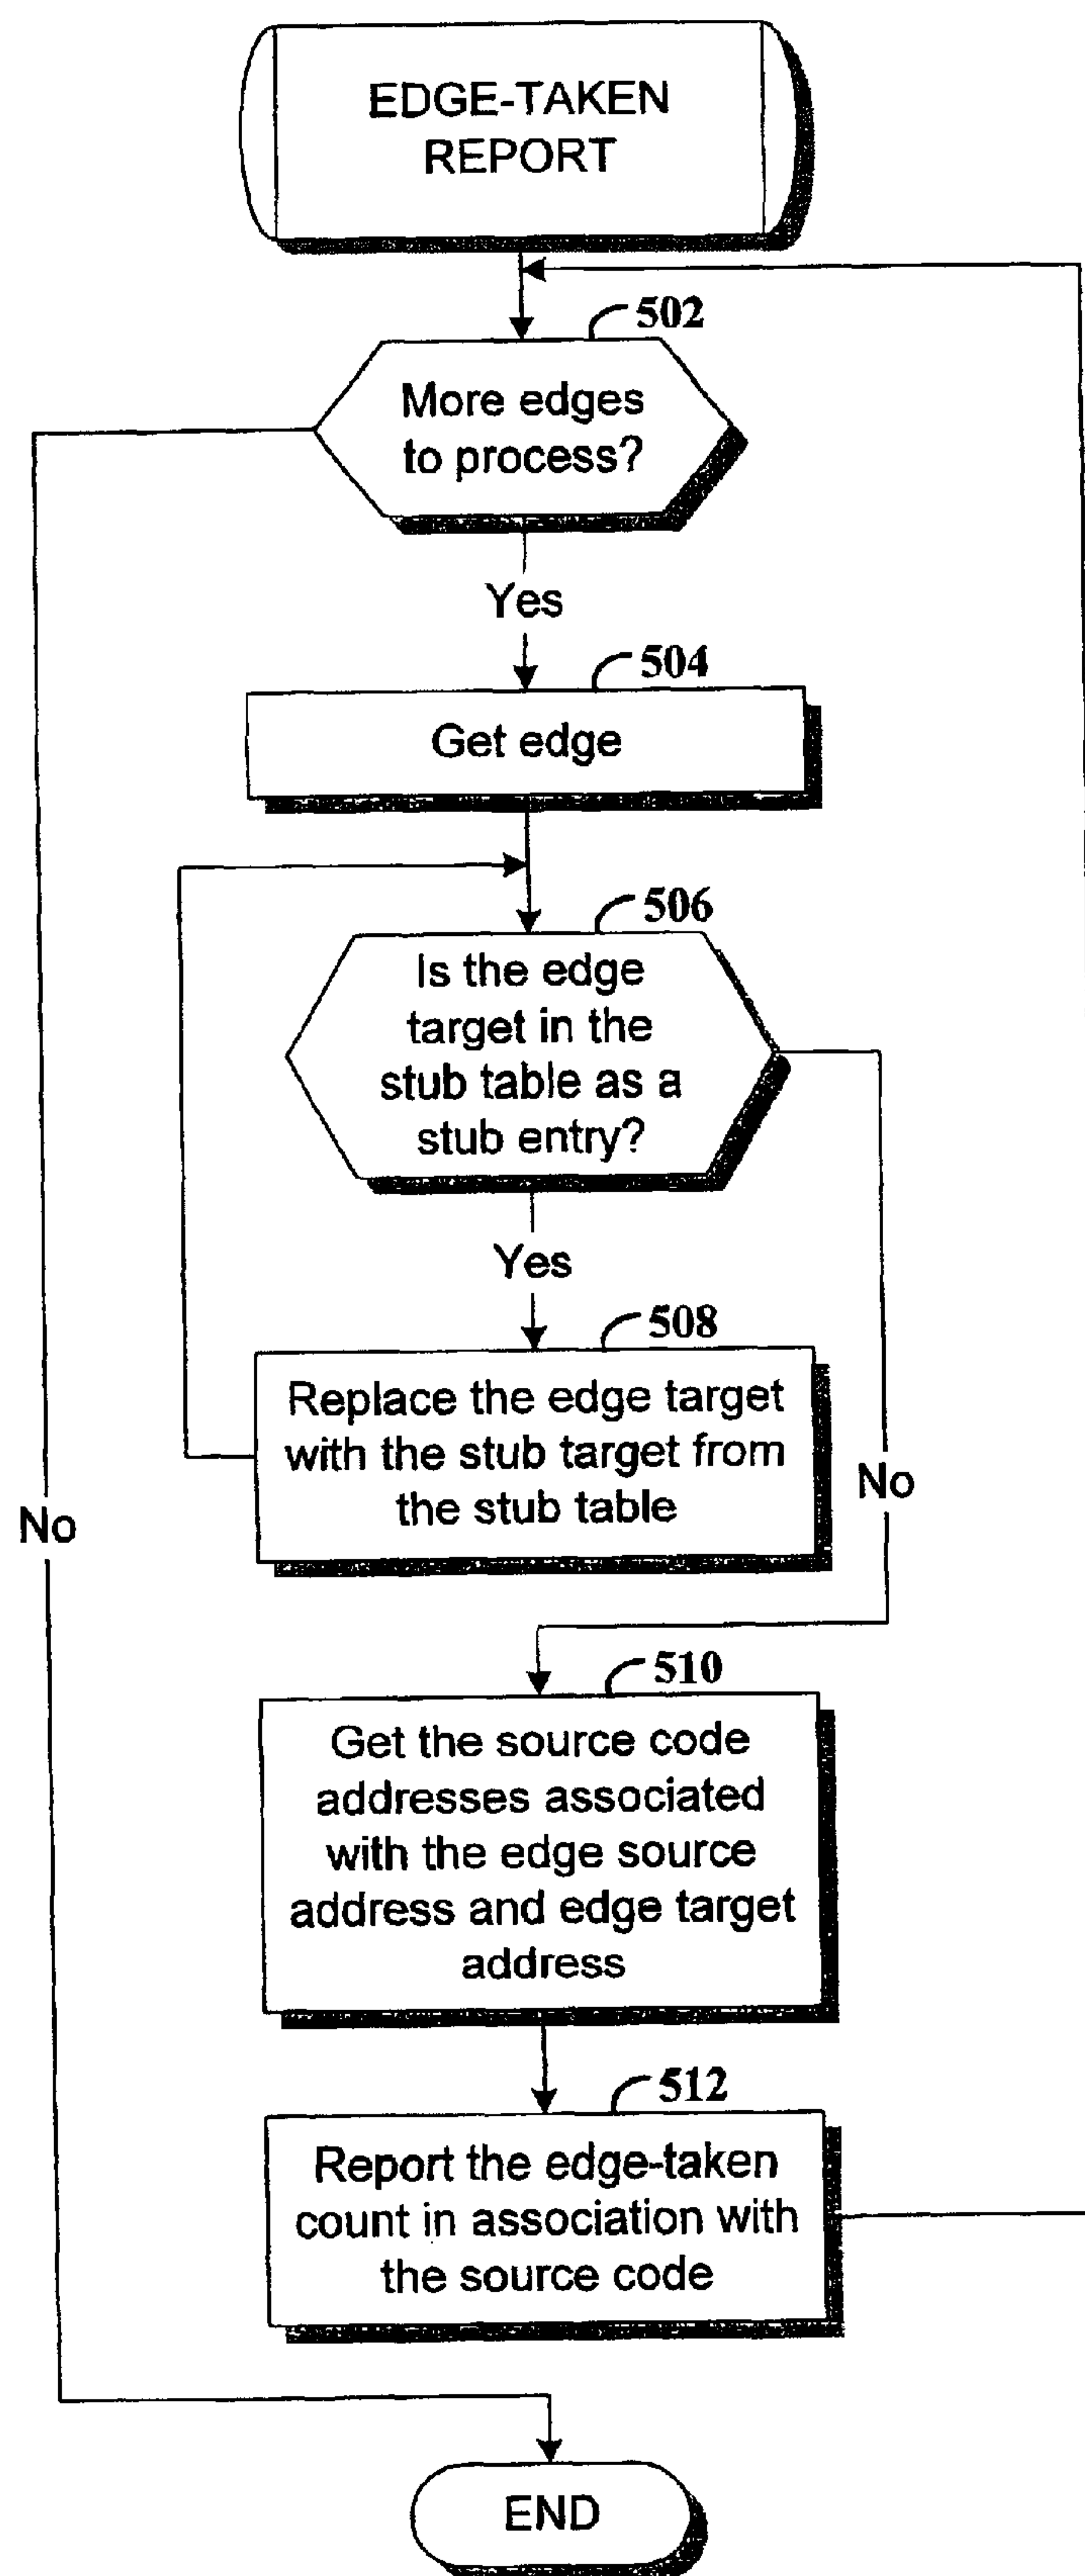 EDGE-TAKEN
REPORT
502
More edges
to process?
Yes
504
Get edge
506
Is the edge
target in the
stub table as a
stub entry?
Yes
508
Replace the edge target
with the stub target from
the stub table
No
No
510
Get the source code
addresses associated
with the edge source
address and edge target
address
512
Report the edge-taken
count in association with
the source code
END